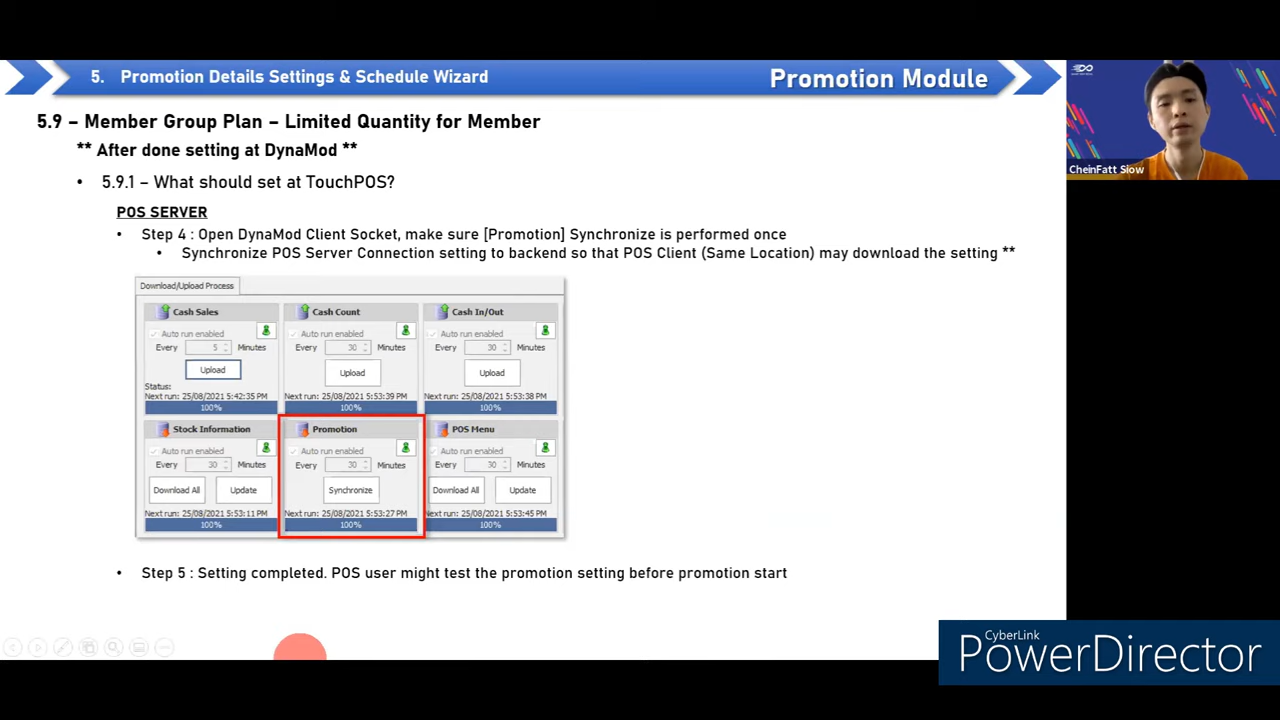 5. Promotion Details Settings & Schedule Wizard
Promotion Module
5.9 – Member Group Plan – Limited Quantity for Member
** After done setting at DynaMod **
• 5.9.1 – What should set at TouchPOS?
POS SERVER
• Step 4 : Open DynaMod Client Socket, make sure [Promotion] Synchronize is performed once
• Synchronize POS Server Connection setting to backend so that POS Client (Same Location) may download the setting **
Download/Upload Process
Cash Sales
Auto run enabled
Every 5 Minutes
Upload
Status:
Next run: 25/08/2021 5:42:35 PM
100%
Cash Count
Auto run enabled
Every 30 Minutes
Upload
Next run: 25/08/2021 5:53:39 PM
100%
Cash In/Out
Auto run enabled
Every 30 Minutes
Upload
Next run: 25/08/2021 5:53:38 PM
100%
Stock Information
Auto run enabled
Every 30 Minutes
Download All Update
Next run: 25/08/2021 5:53:11 PM
100%
Promotion
Auto run enabled
Every 30 Minutes
Synchronize
Next run: 25/08/2021 5:53:27 PM
100%
POS Menu
Auto run enabled
Every 30 Minutes
Download All Update
Next run: 25/08/2021 5:53:45 PM
100%
• Step 5 : Setting completed. POS user might test the promotion setting before promotion start
CheinFatt Siow
CyberLink
PowerDirector